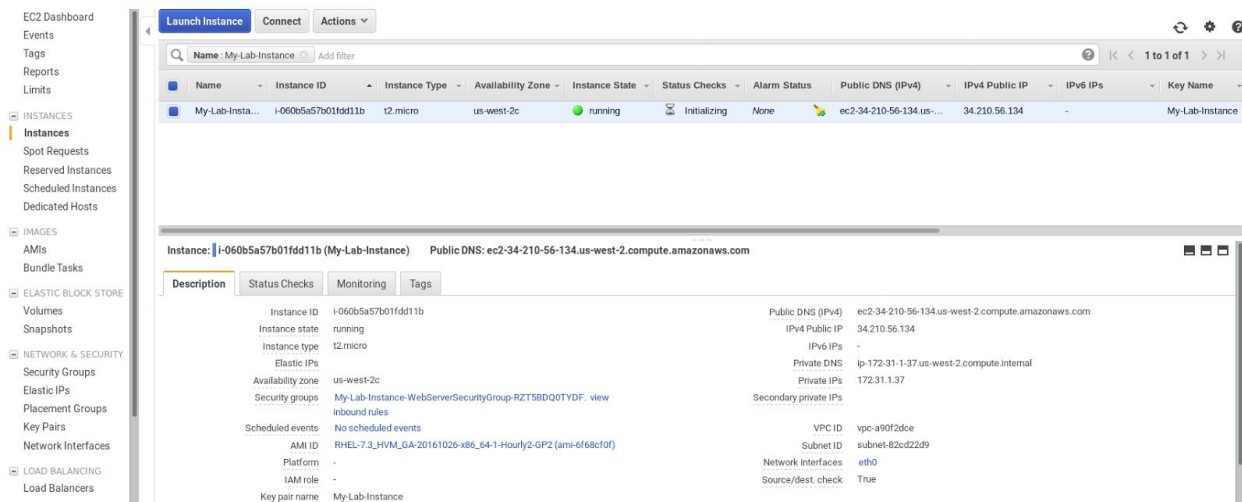 EC2 Dashboard
Events
Tags
Reports
Limits
INSTANCES
Instances
Spot Requests
Reserved Instances
Scheduled Instances
Dedicated Hosts
IMAGES
AMIs
Bundle Tasks
ELASTIC BLOCK STORE
Volumes
Snapshots
NETWORK & SECURITY
Security Groups
Elastic IPs
Placement Groups
Key Pairs
Network Interfaces
LOAD BALANCING
Load Balancers
Launch Instance Connect Actions
Name : My-Lab-Instance Add filter 1 to 1 of 1
Name Instance ID Instance Type Availability Zone Instance State Status Checks Alarm Status Public DNS (IPv4) IPv4 Public IP IPv6 IPs Key Name
My-Lab-Insta... i-060b5a57b01fdd11b t2.micro us-west-2c running Initializing None ec2-34-210-56-134.us-... 34.210.56.134 - My-Lab-Instance
Instance: i-060b5a57b01fdd11b (My-Lab-Instance) Public DNS: ec2-34-210-56-134.us-west-2.compute.amazonaws.com
Description Status Checks Monitoring Tags
Instance ID i-060b5a57b01fdd11b
Instance state running
Instance type t2.micro
Elastic IPs
Availability zone us-west-2c
Security groups My-Lab-Instance-WebServerSecurityGroup-RZT5BDQ0TYDF. view
inbound rules
Scheduled events No scheduled events
AMI ID RHEL-7.3_HVM_GA-20161026-x86_64-1-Hourly2-GP2 (ami-6f68cf0f)
Platform -
IAM role -
Key pair name My-Lab-Instance
Public DNS (IPv4) ec2-34-210-56-134.us-west-2.compute.amazonaws.com
IPv4 Public IP 34.210.56.134
IPv6 IPs -
Private DNS ip-172-31-1-37.us-west-2.compute.internal
Private IPs 172.31.1.37
Secondary private IPs
VPC ID vpc-a90f2dce
Subnet ID subnet-82cd22d9
Network interfaces eth0
Source/dest. check True